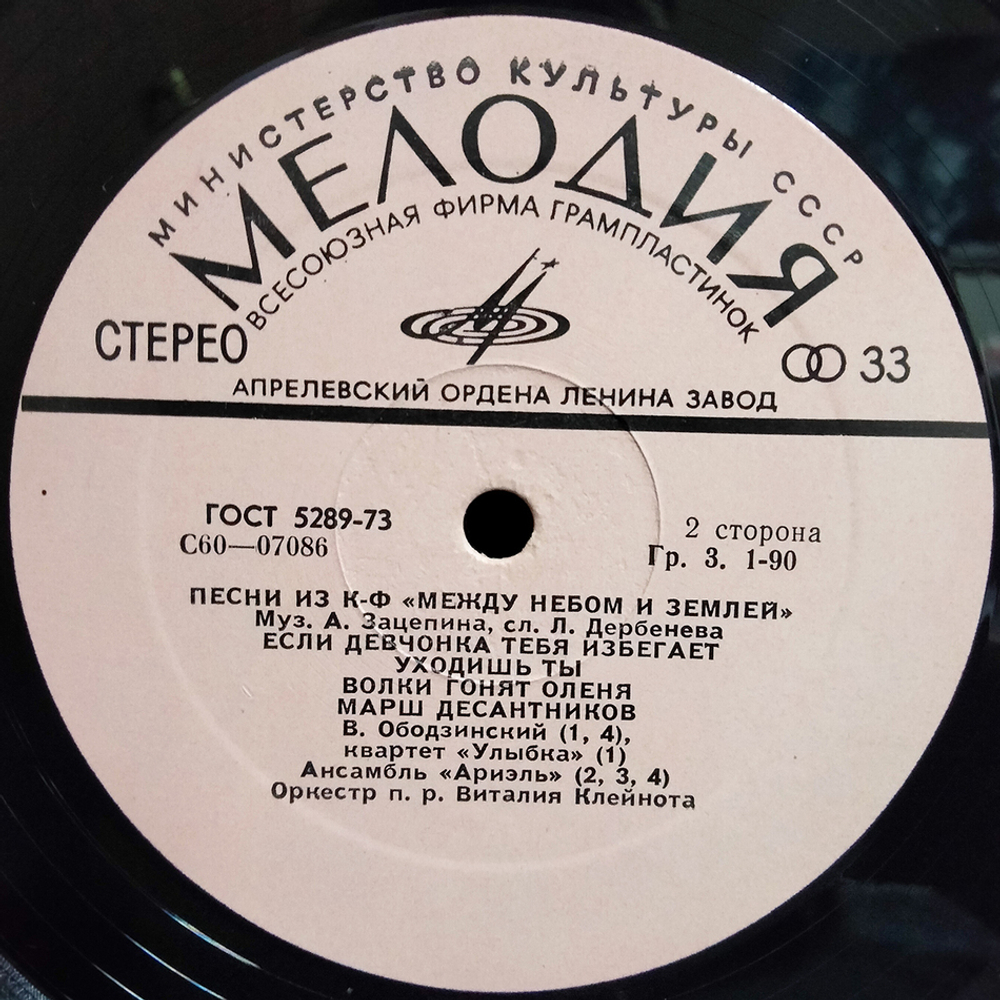 МИНИСТЕРСТВО КУЛЬТУРЫ СССР
МЕЛОДИЯ
ВСЕСОЮЗНАЯ ФИРМА ГРАМПЛАСТИНОК
СТЕРЕО
33
АПРЕЛЕВСКИЙ ОРДЕНА ЛЕНИНА ЗАВОД
ГОСТ 5289-73
2 сторона
С60—07086
Гр. 3. 1-90
ПЕСНИ ИЗ К-Ф «МЕЖДУ НЕБОМ И ЗЕМЛЕЙ»
Муз. А. Зацепина, сл. Л. Дербенева
ЕСЛИ ДЕВЧОНКА ТЕБЯ ИЗБЕГАЕТ
УХОДИШЬ ТЫ
ВОЛКИ ГОНЯТ ОЛЕНЯ
МАРШ ДЕСАНТНИКОВ
В. Ободзинский (1, 4),
квартет «Улыбка» (1)
Ансамбль «Ариэль» (2, 3, 4)
Оркестр п. р. Виталия Клейнота